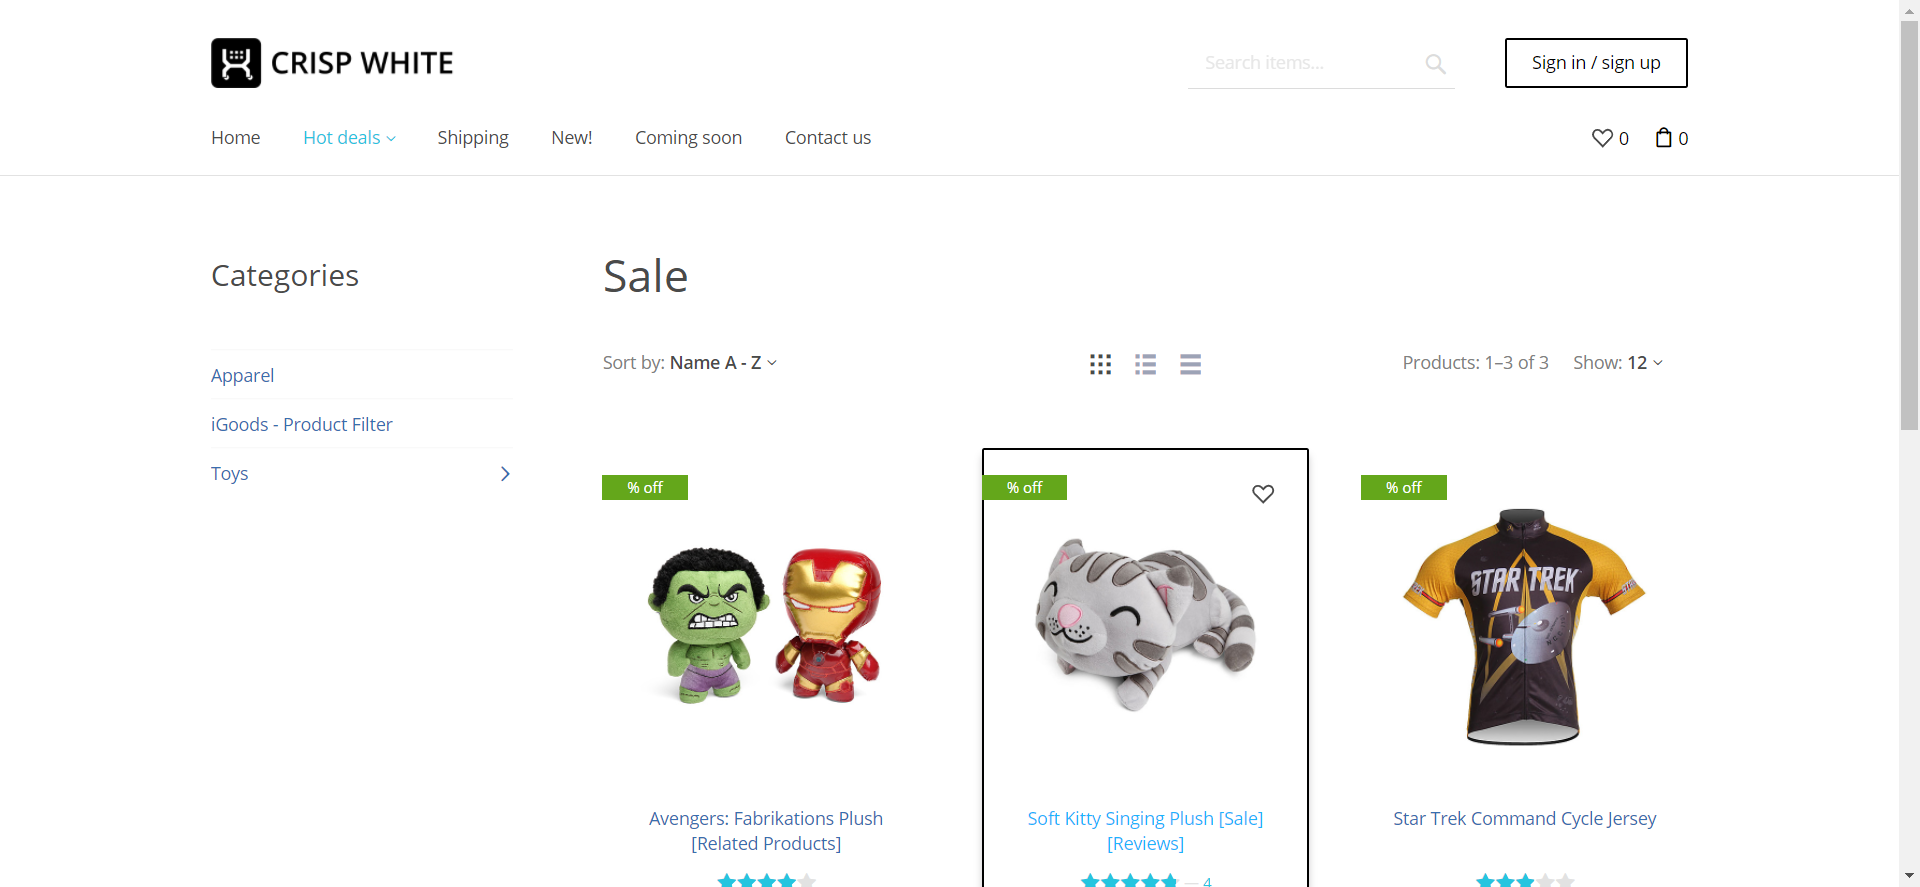 CRISP WHITE
Search items...
Sign in / sign up
Home
Hot deals
Shipping
New!
Coming soon
Contact us
0
0
Categories
Apparel
iGoods - Product Filter
Toys
Sale
Sort by: Name A - Z
Products: 1–3 of 3
Show: 12
% off
% off
% off
STAR TREK
Avengers: Fabrikations Plush
[Related Products]
Soft Kitty Singing Plush [Sale]
[Reviews]
— 4
Star Trek Command Cycle Jersey